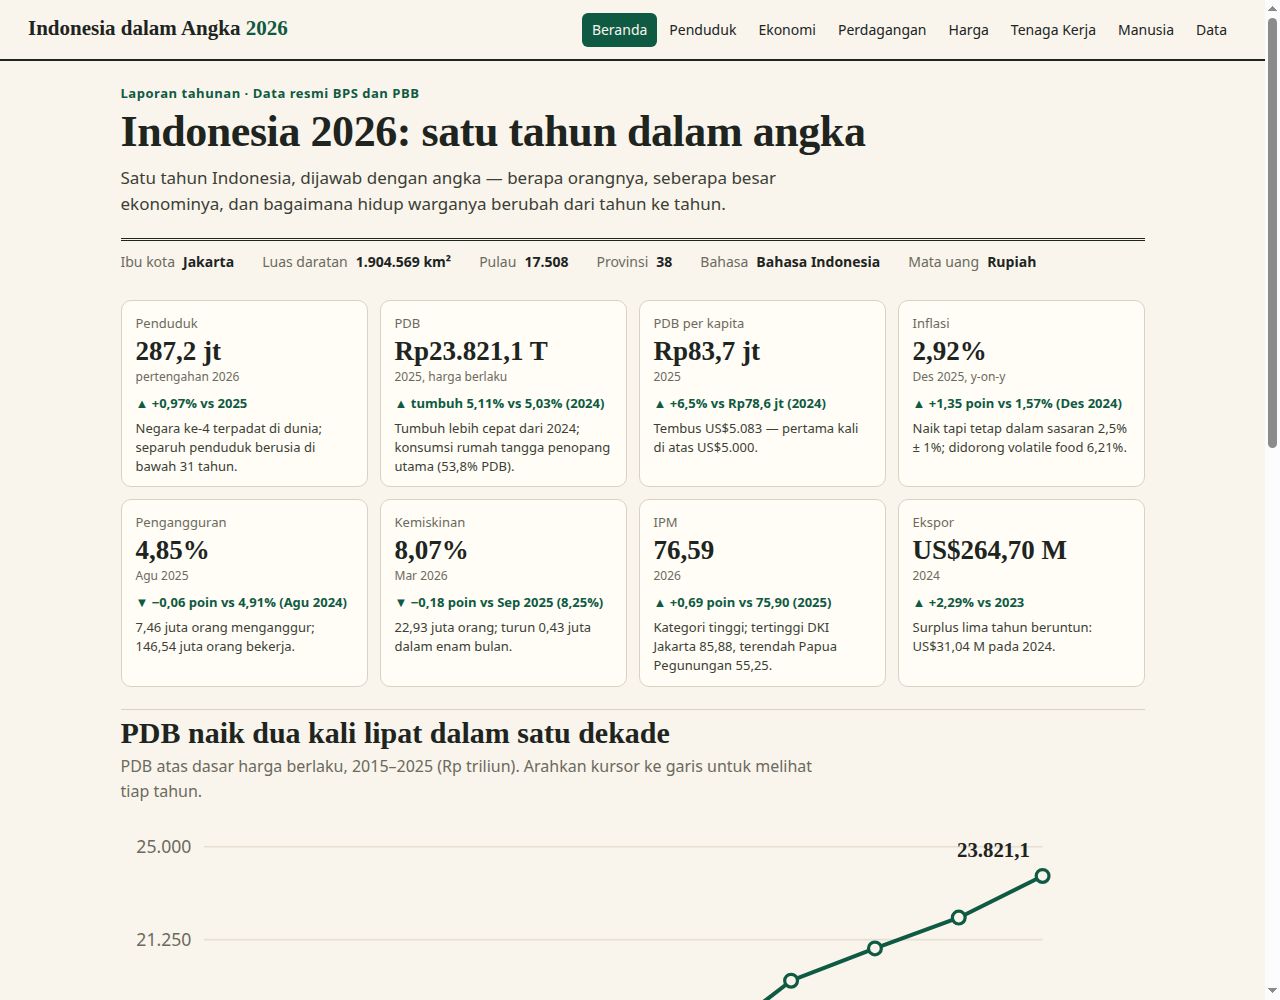 Indonesia dalam Angka 2026
Beranda
Penduduk
Ekonomi
Perdagangan
Harga
Tenaga Kerja
Manusia
Data
Laporan tahunan · Data resmi BPS dan PBB
Indonesia 2026: satu tahun dalam angka
Satu tahun Indonesia, dijawab dengan angka — berapa orangnya, seberapa besar
ekonominya, dan bagaimana hidup warganya berubah dari tahun ke tahun.
Ibu kota Jakarta
Luas daratan 1.904.569 km²
Pulau 17.508
Provinsi 38
Bahasa Bahasa Indonesia
Mata uang Rupiah
Penduduk
287,2 jt
pertengahan 2026
▲ +0,97% vs 2025
Negara ke-4 terpadat di dunia;
separuh penduduk berusia di
bawah 31 tahun.
PDB
Rp23.821,1 T
2025, harga berlaku
▲ tumbuh 5,11% vs 5,03% (2024)
Tumbuh lebih cepat dari 2024;
konsumsi rumah tangga penopang
utama (53,8% PDB).
PDB per kapita
Rp83,7 jt
2025
▲ +6,5% vs Rp78,6 jt (2024)
Tembus US$5.083 — pertama kali
di atas US$5.000.
Inflasi
2,92%
Des 2025, y-on-y
▲ +1,35 poin vs 1,57% (Des 2024)
Naik tapi tetap dalam sasaran 2,5%
± 1%; didorong volatile food 6,21%.
Pengangguran
4,85%
Agu 2025
▼ −0,06 poin vs 4,91% (Agu 2024)
7,46 juta orang menganggur;
146,54 juta orang bekerja.
Kemiskinan
8,07%
Mar 2026
▼ −0,18 poin vs Sep 2025 (8,25%)
22,93 juta orang; turun 0,43 juta
dalam enam bulan.
IPM
76,59
2026
▲ +0,69 poin vs 75,90 (2025)
Kategori tinggi; tertinggi DKI
Jakarta 85,88, terendah Papua
Pegunungan 55,25.
Ekspor
US$264,70 M
2024
▲ +2,29% vs 2023
Surplus lima tahun beruntun:
US$31,04 M pada 2024.
PDB naik dua kali lipat dalam satu dekade
PDB atas dasar harga berlaku, 2015–2025 (Rp triliun). Arahkan kursor ke garis untuk melihat
tiap tahun.
25.000
23.821,1
21.250